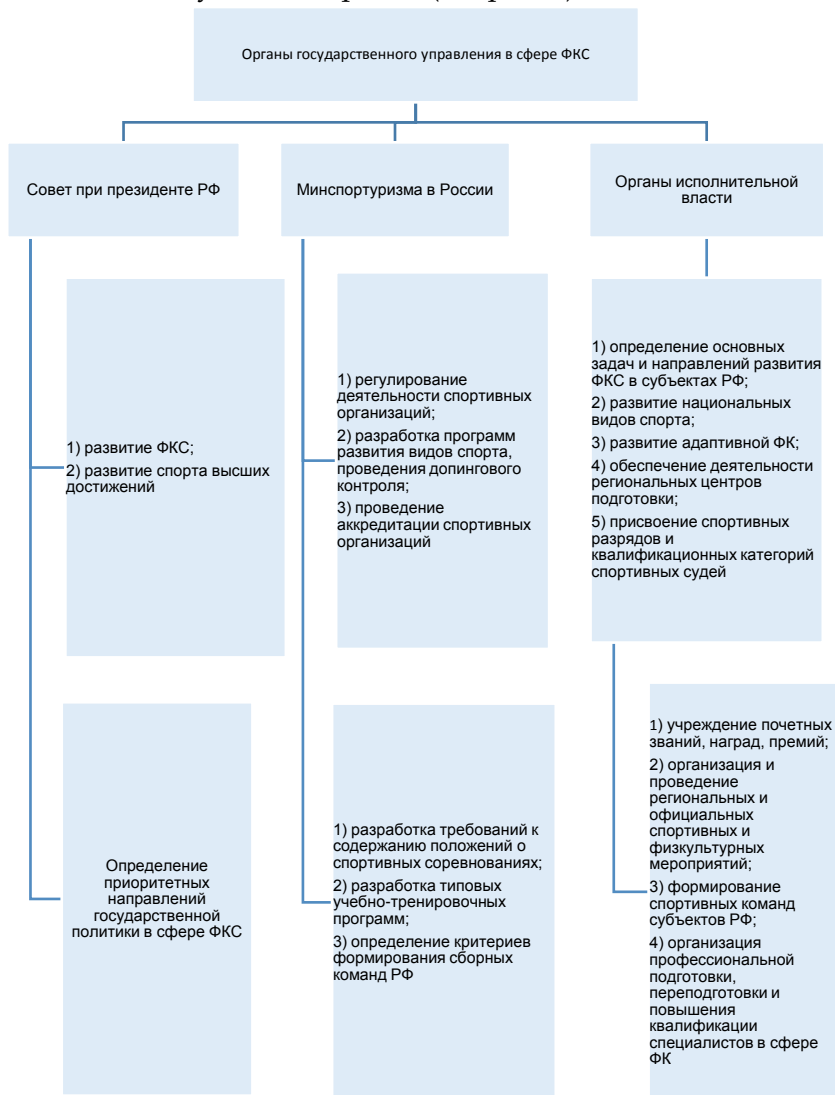 Органы государственного управления в сфере ФКС
Совет при президенте РФ
Минспортуризма в России
Органы исполнительной
власти
1) развитие ФКС;
2) развитие спорта высших
достижений
1) регулирование
деятельности спортивных
организаций;
2) разработка программ
развития видов спорта,
проведения допингового
контроля;
3) проведение
аккредитации спортивных
организаций
1) определение основных
задач и направлений развития
ФКС в субъектах РФ;
2) развитие национальных
видов спорта;
3) развитие адаптивной ФК;
4) обеспечение деятельности
региональных центров
подготовки;
5) присвоение спортивных
разрядов и
квалификационных категорий
спортивных судей
Определение
приоритетных
направлений
государственной
политики в сфере ФКС
1) разработка требований к
содержанию положений о
спортивных соревнованиях;
2) разработка типовых
учебно-тренировочных
программ;
3) определение критериев
формирования сборных
команд РФ
1) учреждение почетных
званий, наград, премий;
2) организация и
проведение
региональных и
официальных
спортивных и
физкультурных
мероприятий;
3) формирование
спортивных команд
субъектов РФ;
4) организация
профессиональной
подготовки,
переподготовки и
повышения
квалификации
специалистов в сфере
ФК